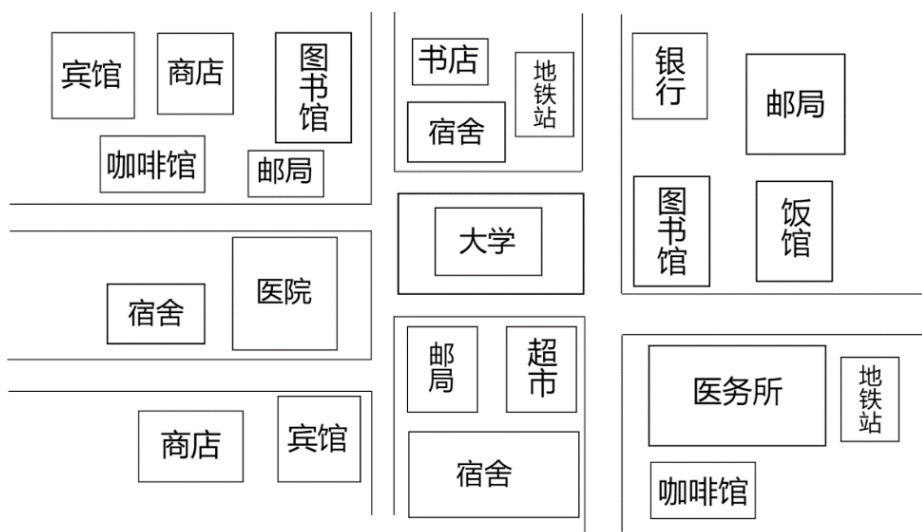 宾馆
商店
图书馆
咖啡馆
邮局
书店
地铁站
宿舍
银行
邮局
大学
图书馆
饭馆
宿舍
医院
邮局
超市
宿舍
医务所
地铁站
咖啡馆
商店
宾馆